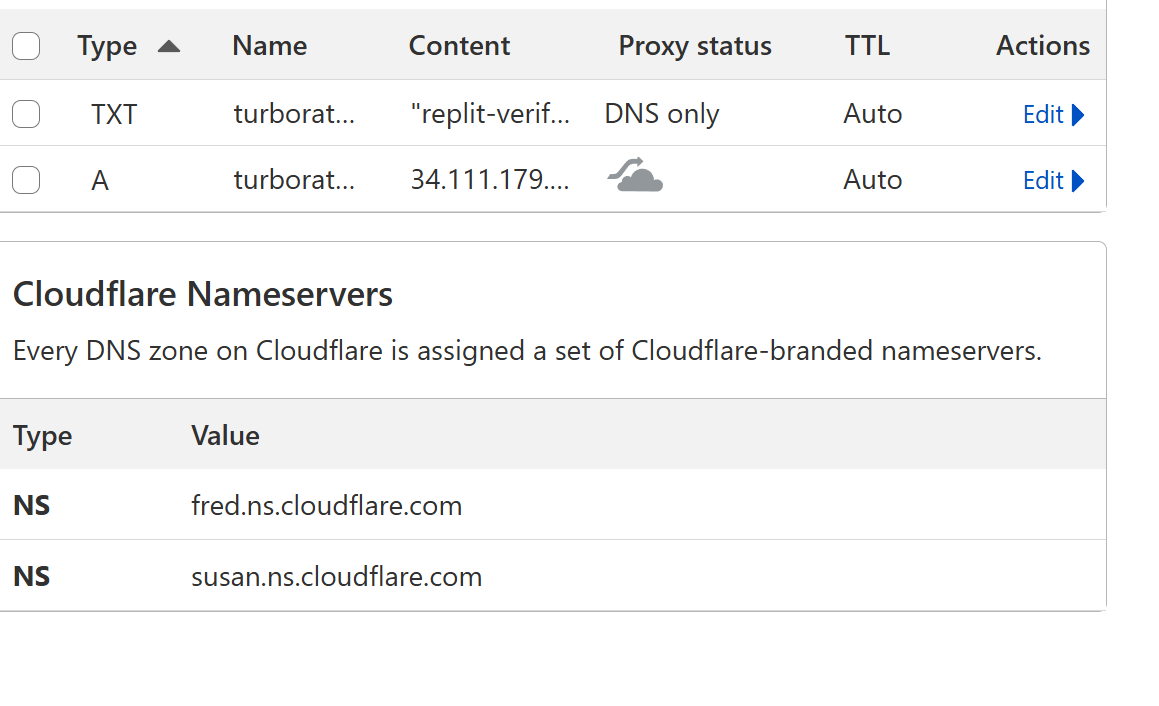 Type Name Content Proxy status TTL Actions
TXT turborat... "replit-verif... DNS only Auto Edit
A turborat... 34.111.179.... Auto Edit
Cloudflare Nameservers
Every DNS zone on Cloudflare is assigned a set of Cloudflare-branded nameservers.
Type Value
NS fred.ns.cloudflare.com
NS susan.ns.cloudflare.com